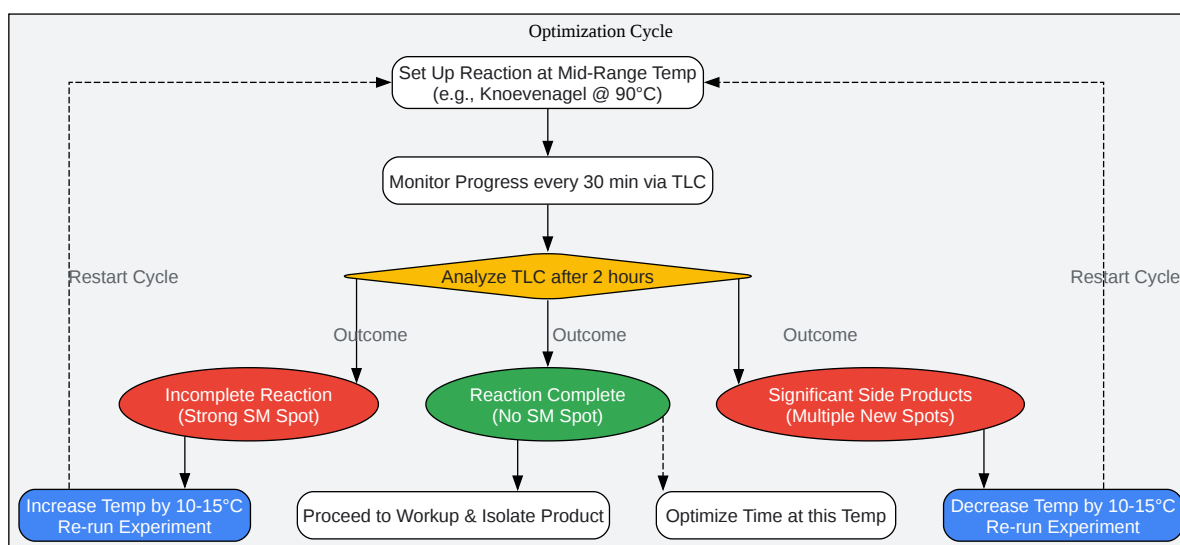 Optimization Cycle
Set Up Reaction at Mid-Range Temp
(e.g., Knoevenagel @ 90°C)
Monitor Progress every 30 min via TLC
Analyze TLC after 2 hours
Restart Cycle
Restart Cycle
Outcome
Outcome
Outcome
Incomplete Reaction
(Strong SM Spot)
Reaction Complete
(No SM Spot)
Significant Side Products
(Multiple New Spots)
Increase Temp by 10-15°C
Re-run Experiment
Proceed to Workup & Isolate Product
Optimize Time at this Temp
Decrease Temp by 10-15°C
Re-run Experiment